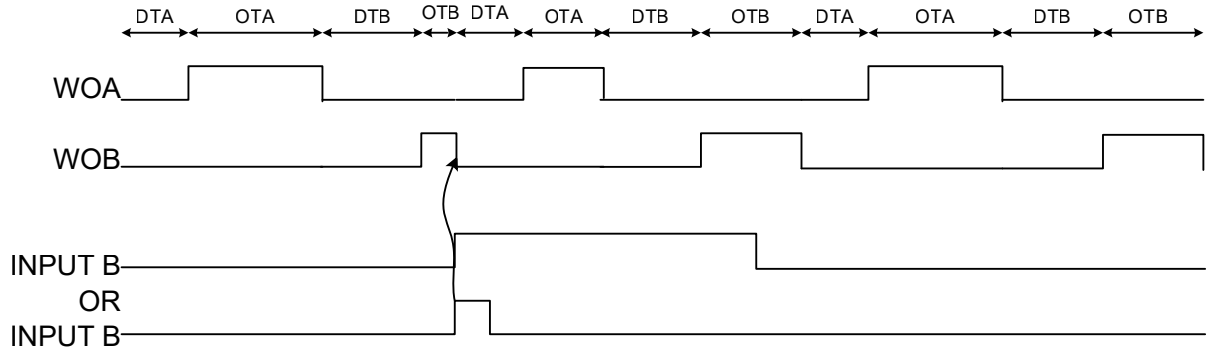 DTA OTA DTB OTB DTA OTA DTB OTB DTA OTA DTB OTB
WOA
WOB
INPUT B
OR
INPUT B